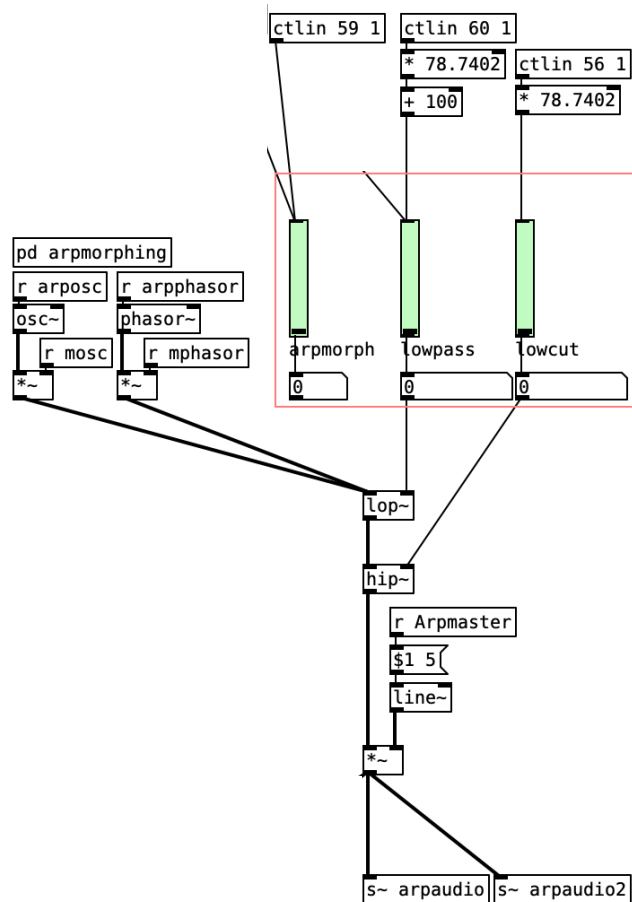 ctlin 59 1
ctlin 60 1
* 78.7402
ctlin 56 1
+ 100
* 78.7402
pd arpmorphing
r arposc
r arpphasor
osc~
phasor~
r mosc
r mphasor
*~
*~
arpmorph
lowpass
lowcut
0
0
0
lop~
hip~
r Arpmaster
$1 5
line~
*~
s~ arpaudio
s~ arpaudio2